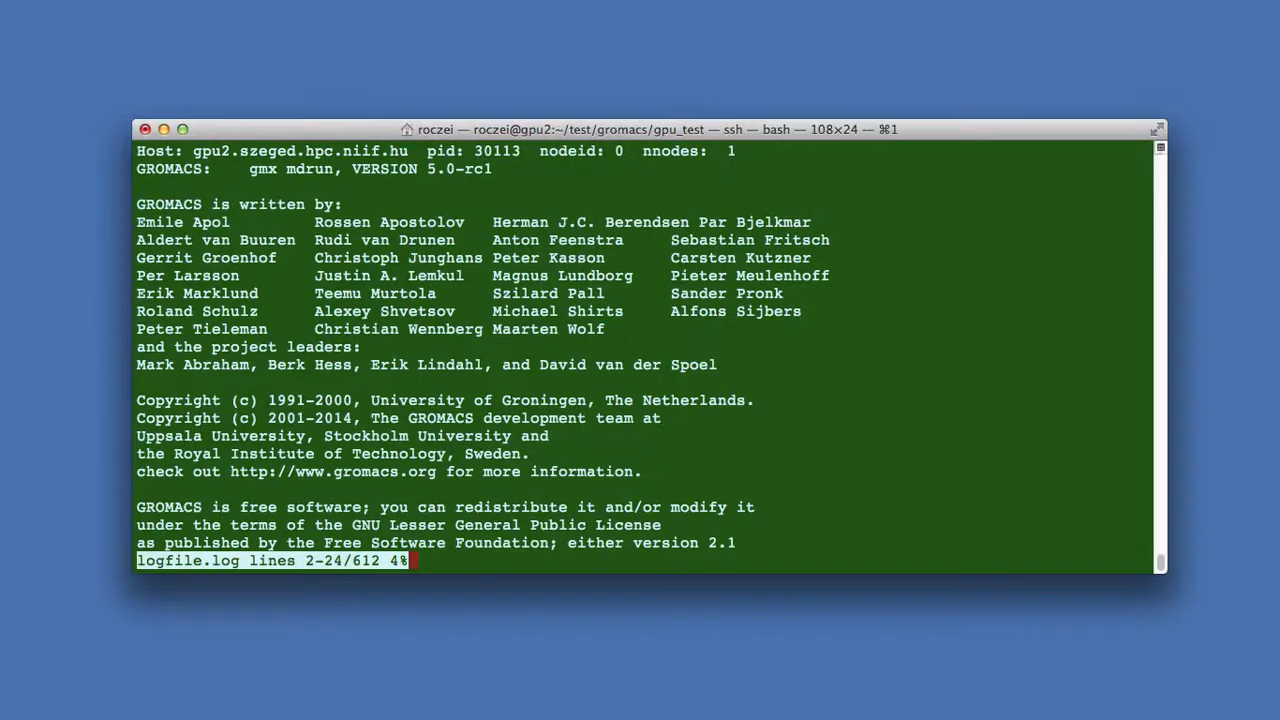 roczei — roczei@gpu2:~/test/gromacs/gpu_test — ssh — bash — 108×24 — ⌘1
Host: gpu2.szeged.hpc.niif.hu  pid: 30113  nodeid: 0  nnodes:  1
GROMACS:    gmx mdrun, VERSION 5.0-rc1
GROMACS is written by:
Emile Apol         Rossen Apostolov   Herman J.C. Berendsen Par Bjelkmar
Aldert van Buuren  Rudi van Drunen    Anton Feenstra     Sebastian Fritsch
Gerrit Groenhof    Christoph Junghans Peter Kasson       Carsten Kutzner
Per Larsson        Justin A. Lemkul   Magnus Lundborg    Pieter Meulenhoff
Erik Marklund      Teemu Murtola      Szilard Pall       Sander Pronk
Roland Schulz      Alexey Shvetsov    Michael Shirts     Alfons Sijbers
Peter Tieleman     Christian Wennberg Maarten Wolf
and the project leaders:
Mark Abraham, Berk Hess, Erik Lindahl, and David van der Spoel
Copyright (c) 1991-2000, University of Groningen, The Netherlands.
Copyright (c) 2001-2014, The GROMACS development team at
Uppsala University, Stockholm University and
the Royal Institute of Technology, Sweden.
check out http://www.gromacs.org for more information.
GROMACS is free software; you can redistribute it and/or modify it
under the terms of the GNU Lesser General Public License
as published by the Free Software Foundation; either version 2.1
logfile.log lines 2-24/612 4%